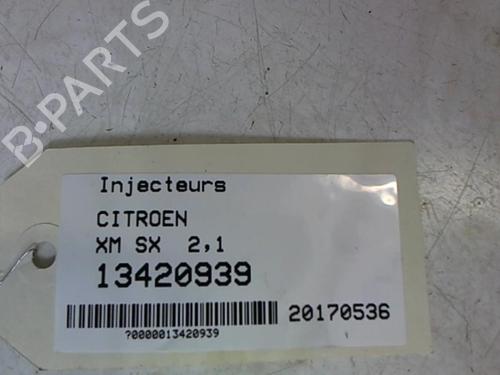 B-PARTS
Injecteurs
CITROEN
XM SX 2,1
13420939
20170536
?0000013420939